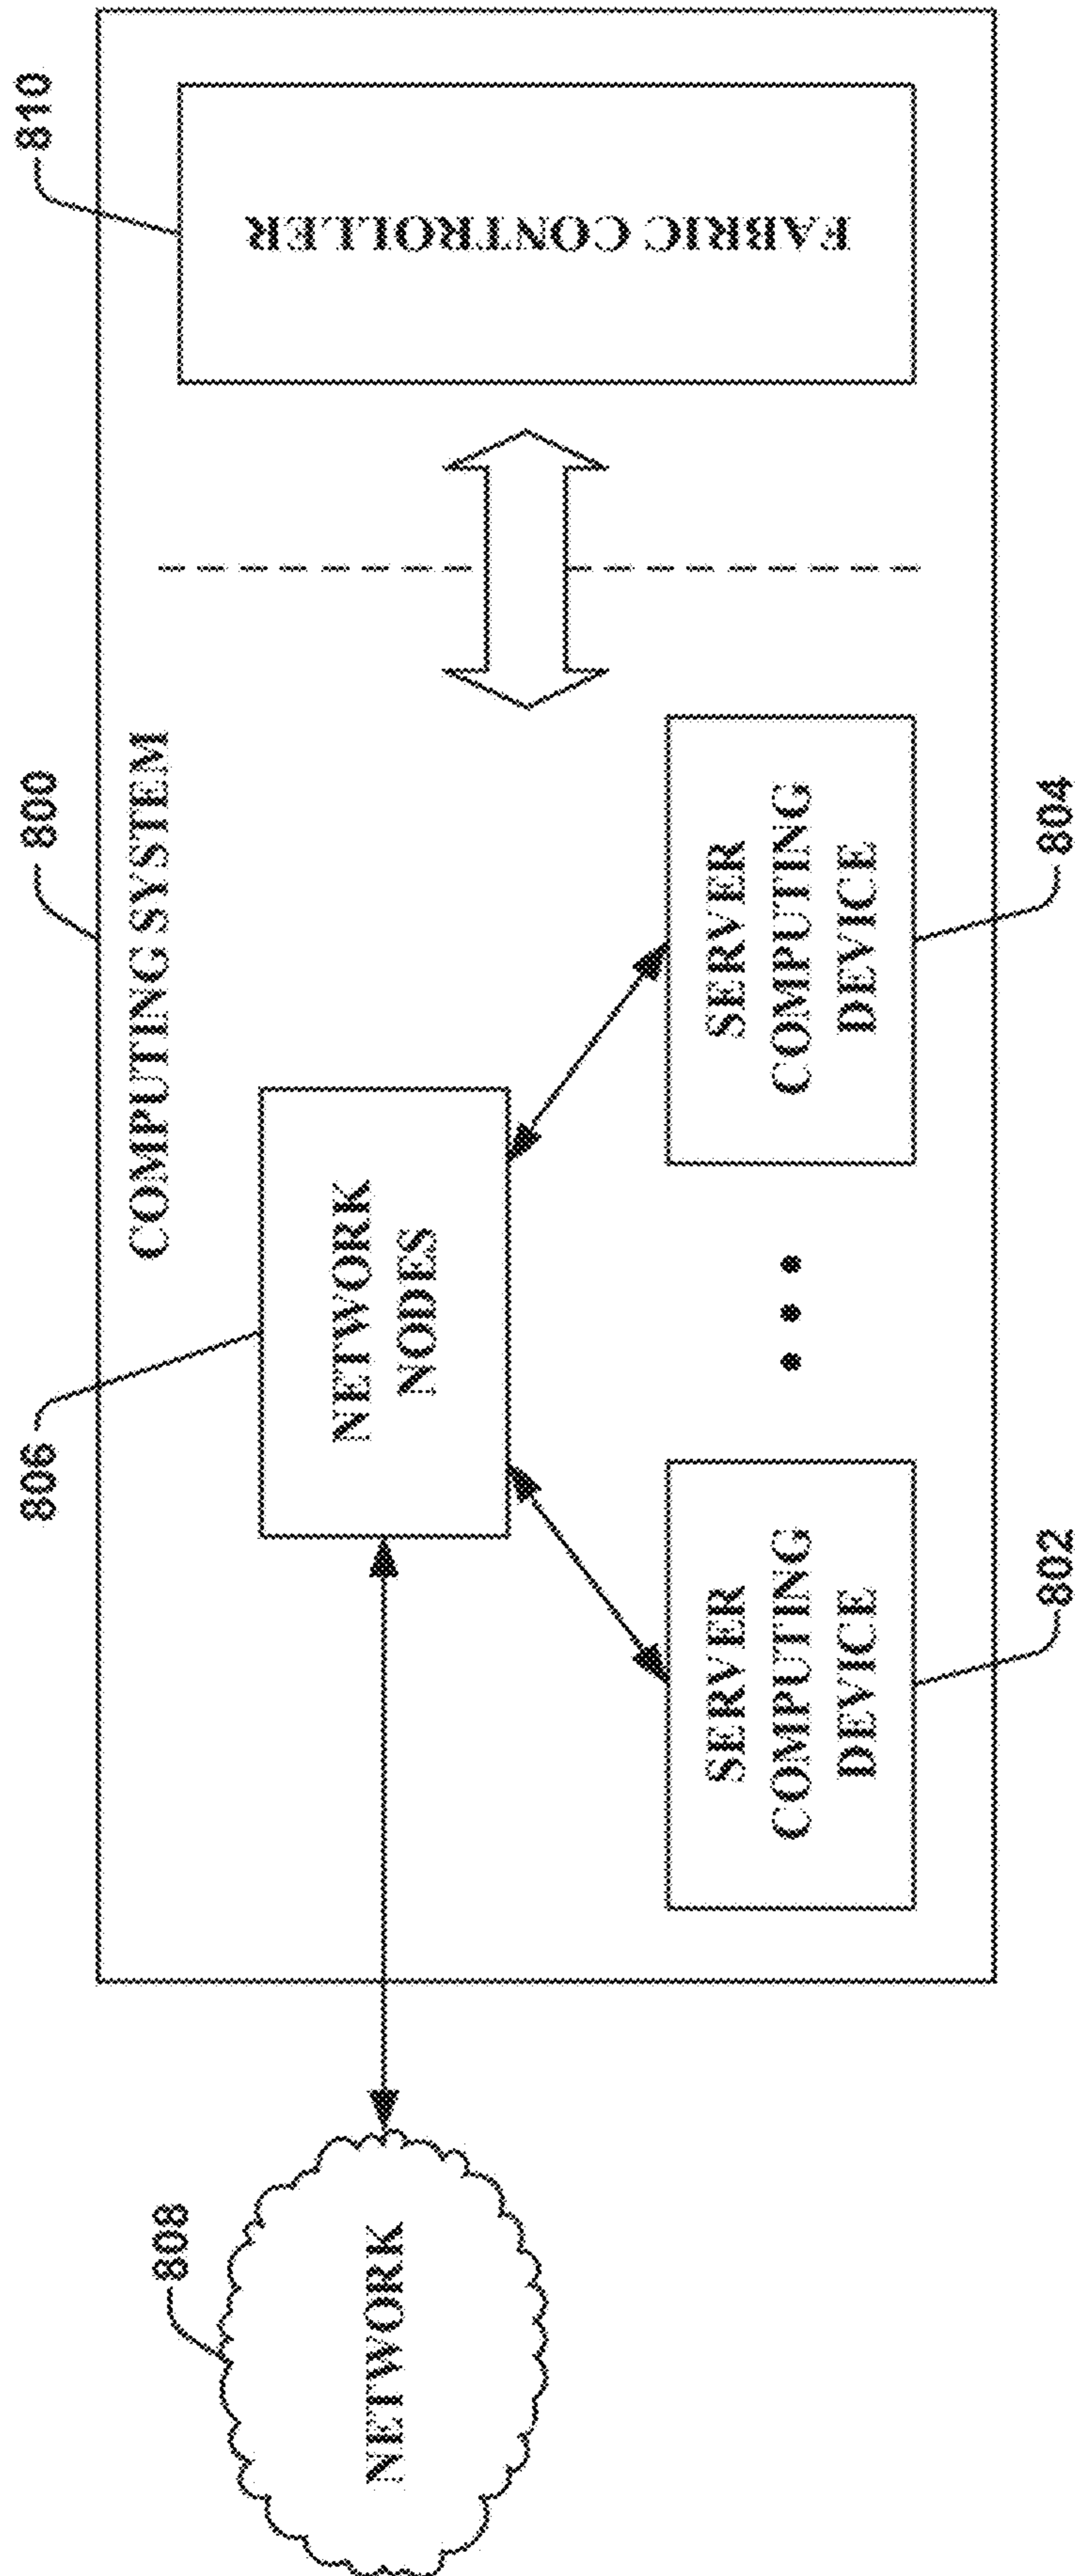 800
COMPUTING SYSTEM
810
FABRIC CONTROLLER
806
NETWORK
NODES
808
NETWORK
SERVER
COMPUTING
DEVICE
802
SERVER
COMPUTING
DEVICE
804